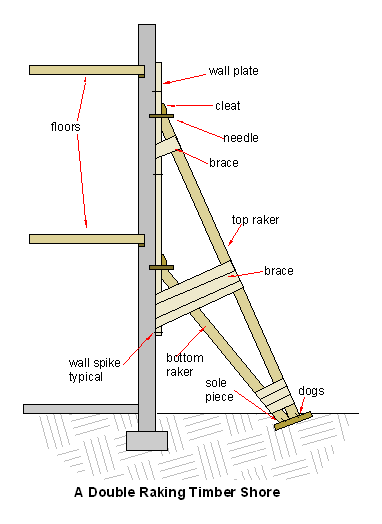 wall plate
cleat
floors
needle
brace
top raker
brace
wall spike
typical
bottom
raker
sole
piece
dogs
A Double Raking Timber Shore